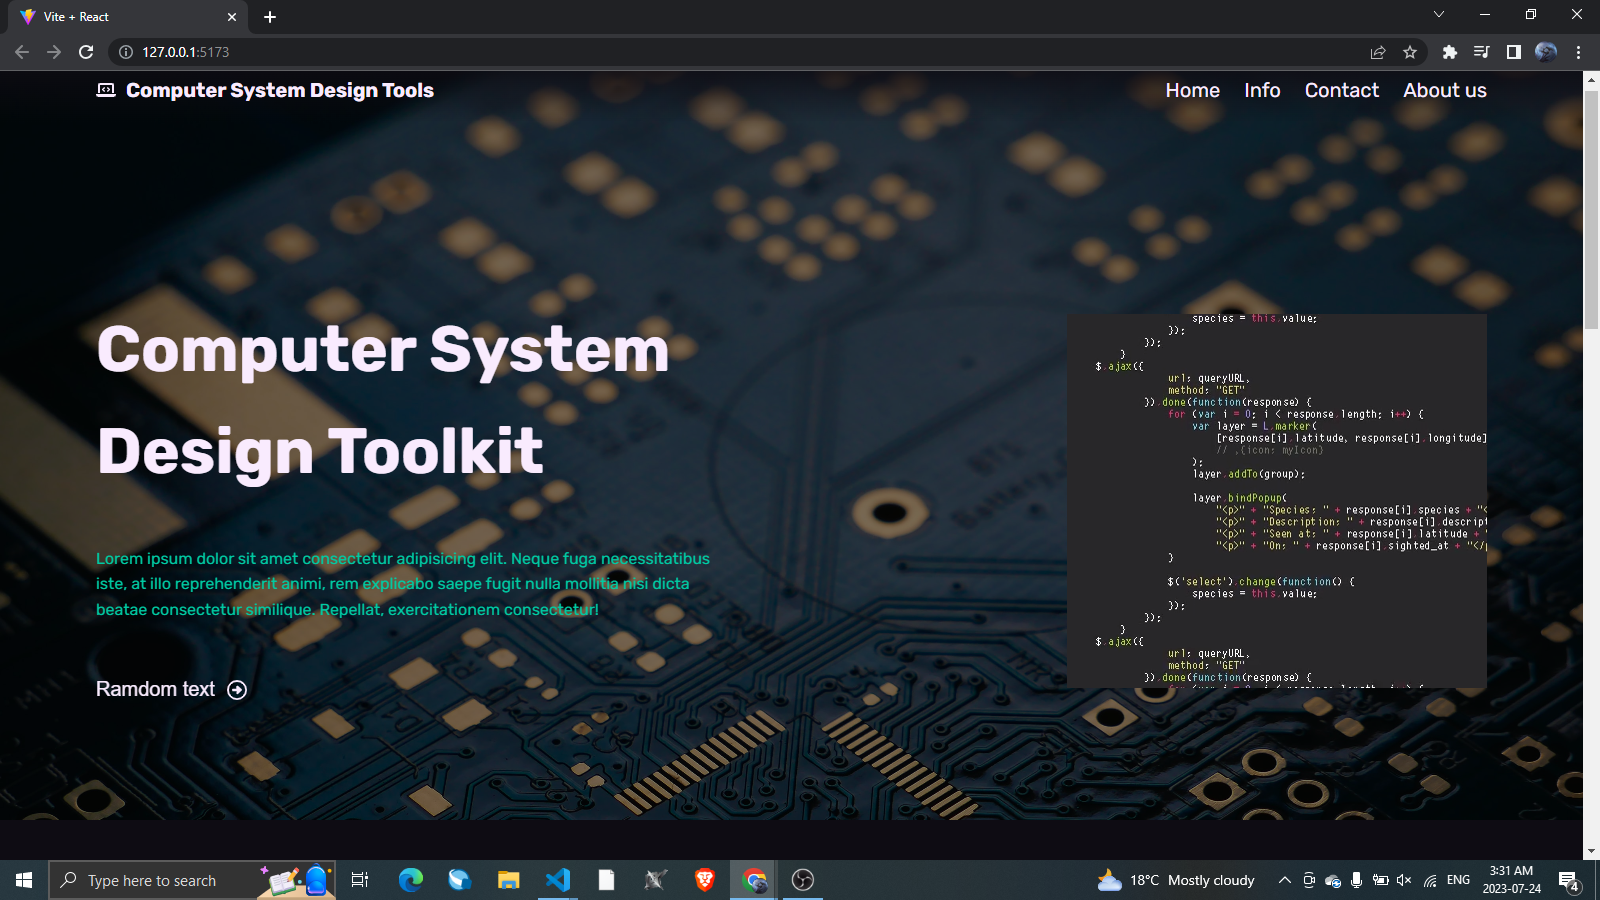 Vite + React
127.0.0.1:5173
Computer System Design Tools
Home Info Contact About us
Computer System
Design Toolkit
Lorem ipsum dolor sit amet consectetur adipisicing elit. Neque fuga necessitatibus
iste, at illo reprehenderit animi, rem explicabo saepe fugit nulla mollitia nisi dicta
beatae consectetur similique. Repellat, exercitationem consectetur!
Ramdom text
species = this.value;
});
});
}
$.ajax({
url: queryURL,
method: "GET"
}).done(function(response) {
for (var i = 0; i < response.length; i++) {
var layer = L.marker(
[response[i].latitude, response[i].longitude]
// ,{icon: myIcon}
);
layer.addTo(group);
layer.bindPopup(
"<p>" + "Species: " + response[i].species + "<
"<p>" + "Description: " + response[i].descript
"<p>" + "Seen at: " + response[i].latitude +
"<p>" + "On: " + response[i].sighted_at + "</p
}
$('select').change(function() {
species = this.value;
});
});
}
$.ajax({
url: queryURL,
method: "GET"
}).done(function(response) {
Type here to search
18°C Mostly cloudy
ENG
3:31 AM
2023-07-24
4